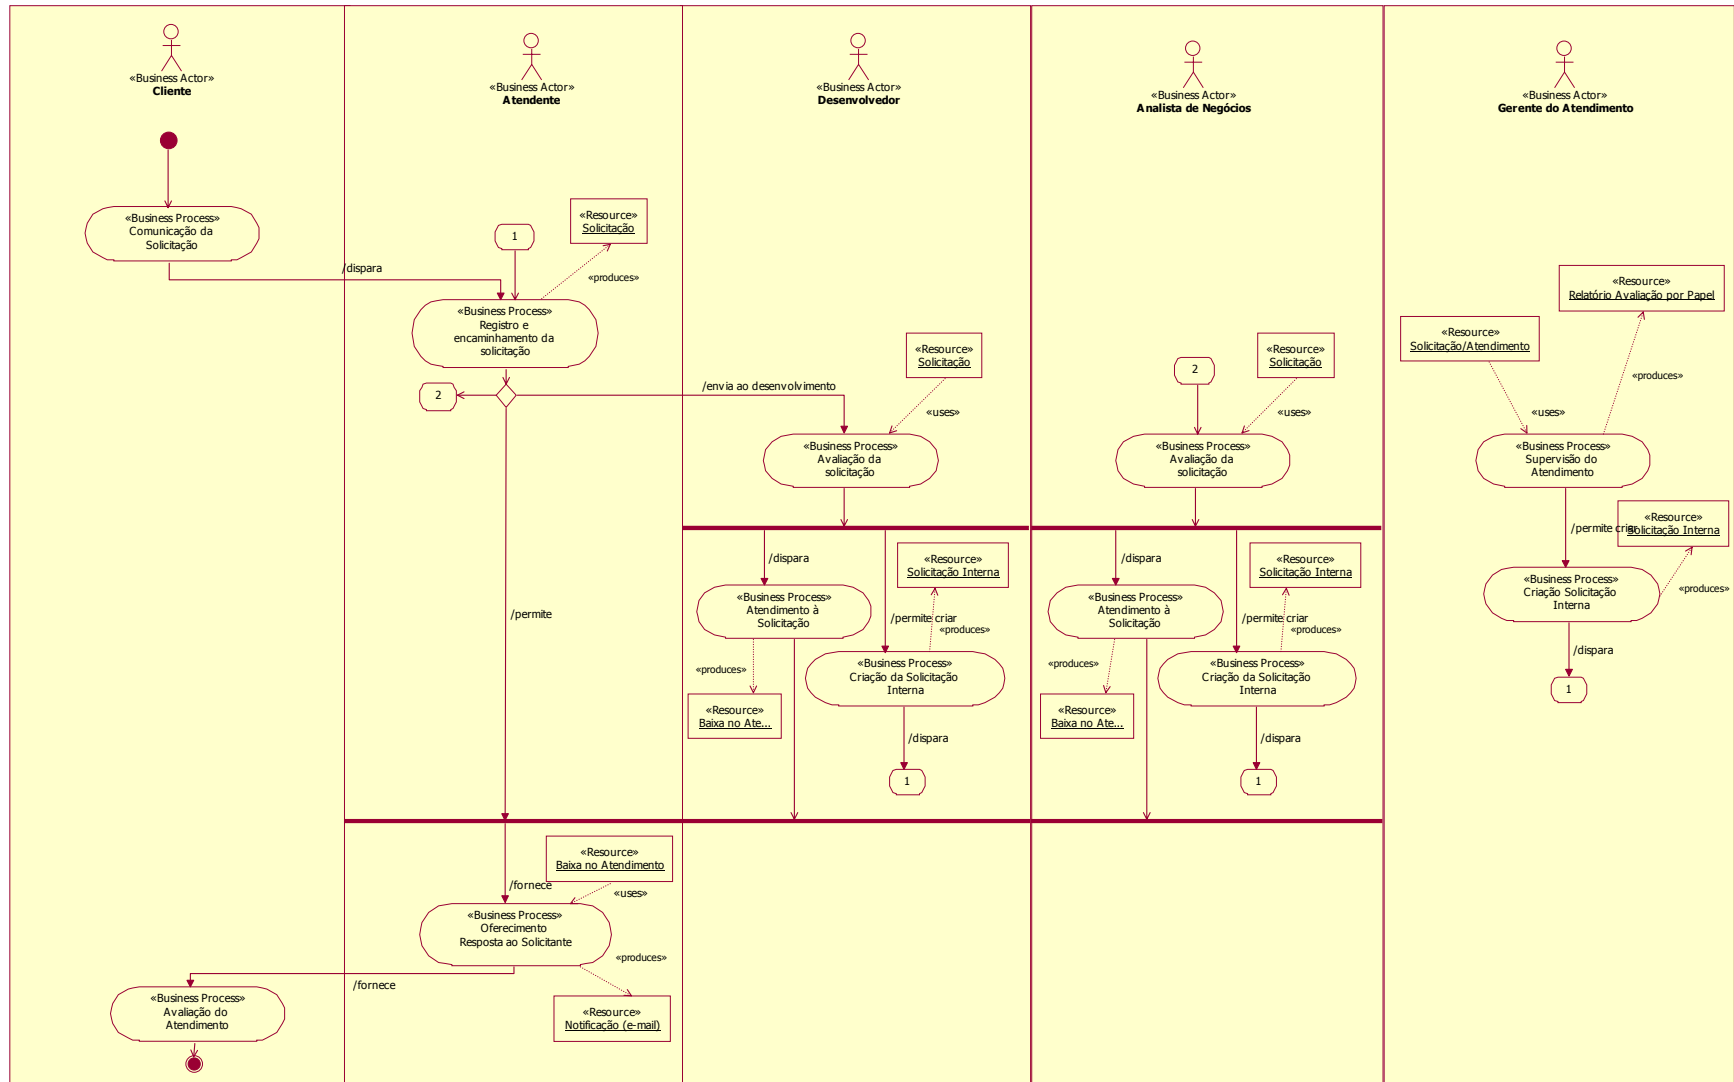 «Business Actor»
Cliente
«Business Actor»
Atendente
«Business Actor»
Desenvolvedor
«Business Actor»
Analista de Negócios
«Business Actor»
Gerente do Atendimento
«Business Process»
Comunicação da
Solicitação
/dispara
1
«Resource»
Solicitação
«produces»
«Business Process»
Registro e
encaminhamento da
solicitação
2
/envia ao desenvolvimento
/permite
«Resource»
Solicitação
«uses»
«Business Process»
Avaliação da
solicitação
/dispara
«Business Process»
Atendimento à
Solicitação
«produces»
«Resource»
Baixa no Ate...
«Resource»
Solicitação Interna
/permite criar
«produces»
«Business Process»
Criação da Solicitação
Interna
/dispara
1
2
«Resource»
Solicitação
«uses»
«Business Process»
Avaliação da
solicitação
/dispara
«Business Process»
Atendimento à
Solicitação
«produces»
«Resource»
Baixa no Ate...
«Resource»
Solicitação Interna
/permite criar
«produces»
«Business Process»
Criação da Solicitação
Interna
/dispara
1
«Resource»
Relatório Avaliação por Papel
«Resource»
Solicitação/Atendimento
«produces»
«uses»
«Business Process»
Supervisão do
Atendimento
/permite criar
«Resource»
Solicitação Interna
«Business Process»
Criação Solicitação
Interna
«produces»
/dispara
1
«Resource»
Baixa no Atendimento
/fornece
«uses»
«Business Process»
Oferecimento
Resposta ao Solicitante
«produces»
/fornece
«Resource»
Notificação (e-mail)
«Business Process»
Avaliação do
Atendimento